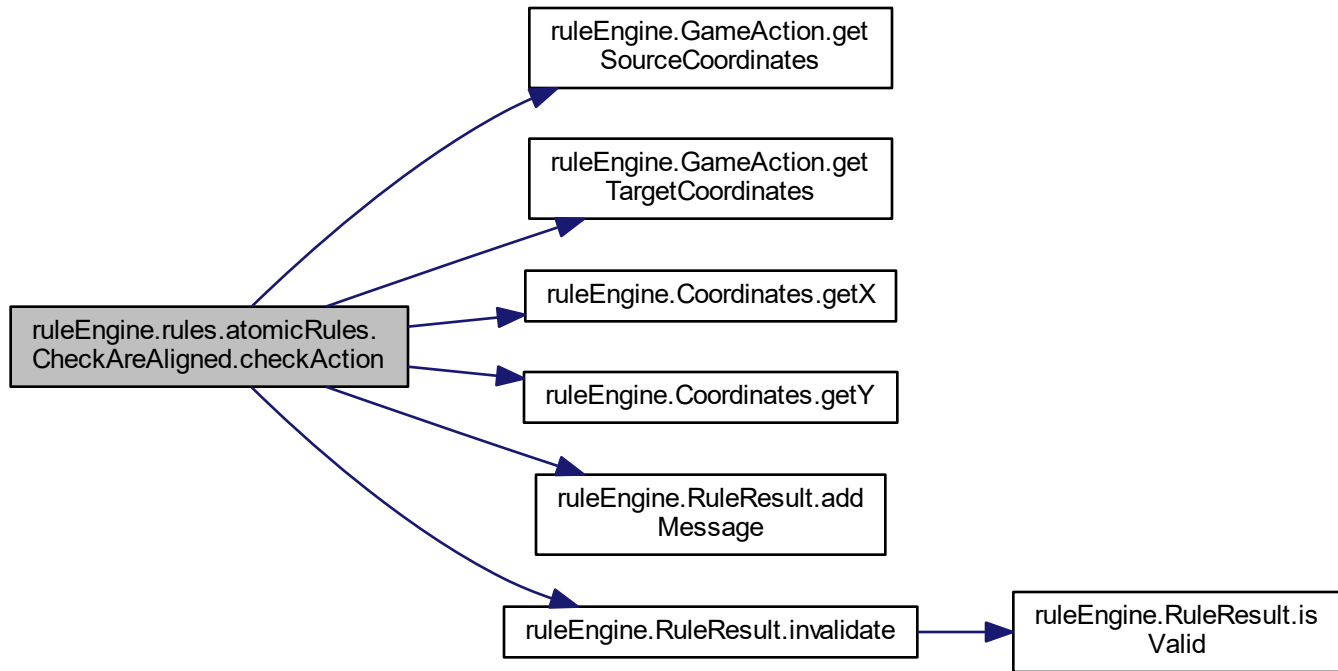 ruleEngine.GameAction.get
SourceCoordinates
ruleEngine.GameAction.get
TargetCoordinates
ruleEngine.Coordinates.getX
ruleEngine.rules.atomicRules.
CheckAreAligned.checkAction
ruleEngine.Coordinates.getY
ruleEngine.RuleResult.add
Message
ruleEngine.RuleResult.invalidate
ruleEngine.RuleResult.is
Valid